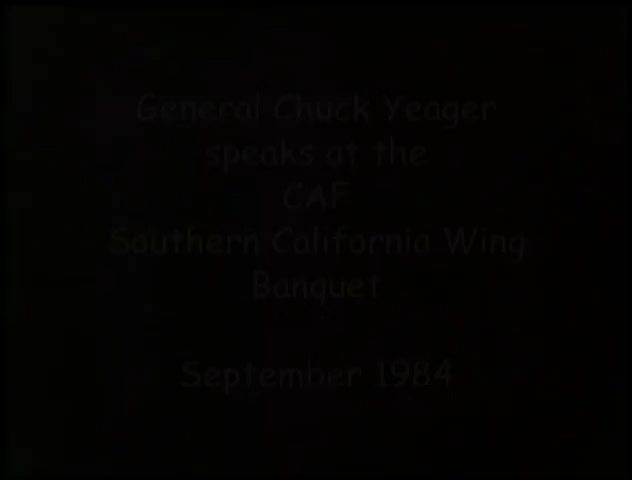 General Chuck Yeager
speaks at the
CAF
Southern California Wing
Banquet
September 1984